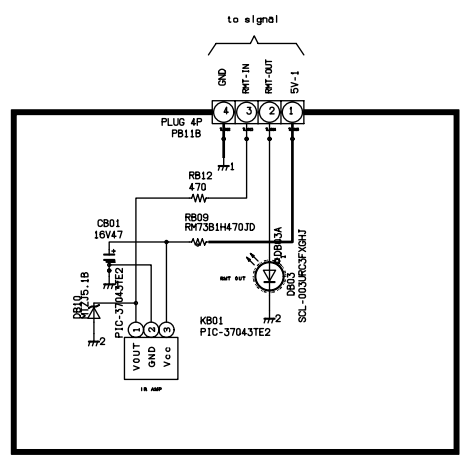 to signal
GND
RMT-IN
RMT-OUT
5V-1
4
3
2
1
PLUG 4P
PB11B
1
RB12
470
RB09
RM73B1H470JD
CB01
16V47
+
DB03A
1
RMT OUT
DB03
SCL-003URC3FXGHJ
2
DB10
2
PIC-37043TE2
1
2
3
VOUT
GND
Vcc
KB01
PIC-37043TE2
IR AMP